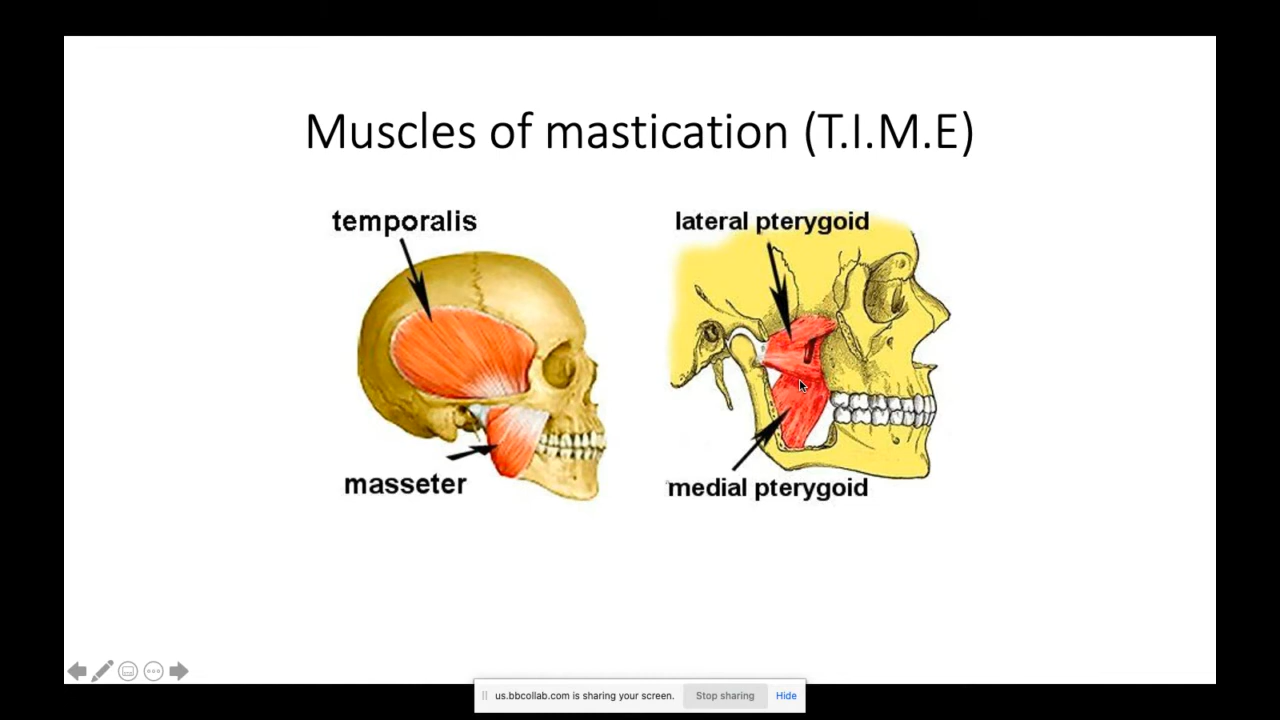 Muscles of mastication (T.I.M.E)
temporalis
lateral pterygoid
masseter
medial pterygoid
us.bbcollab.com is sharing your screen.
Stop sharing
Hide